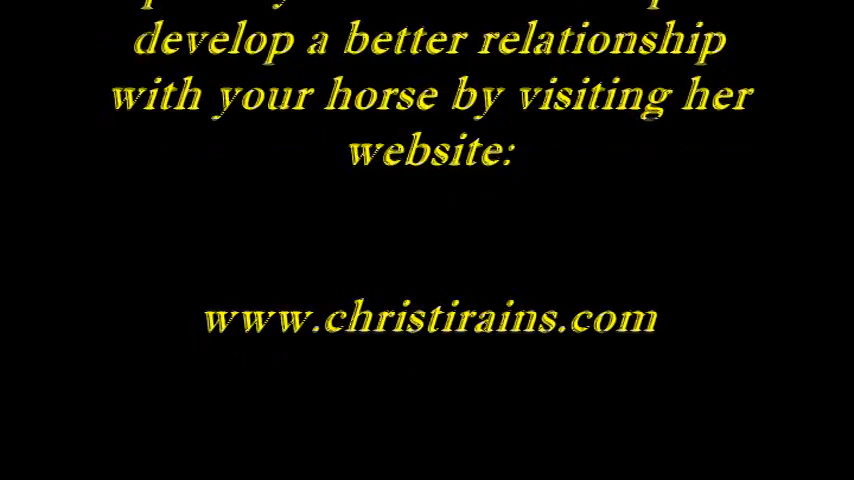 develop a better relationship
with your horse by visiting her
website:
www.christirains.com